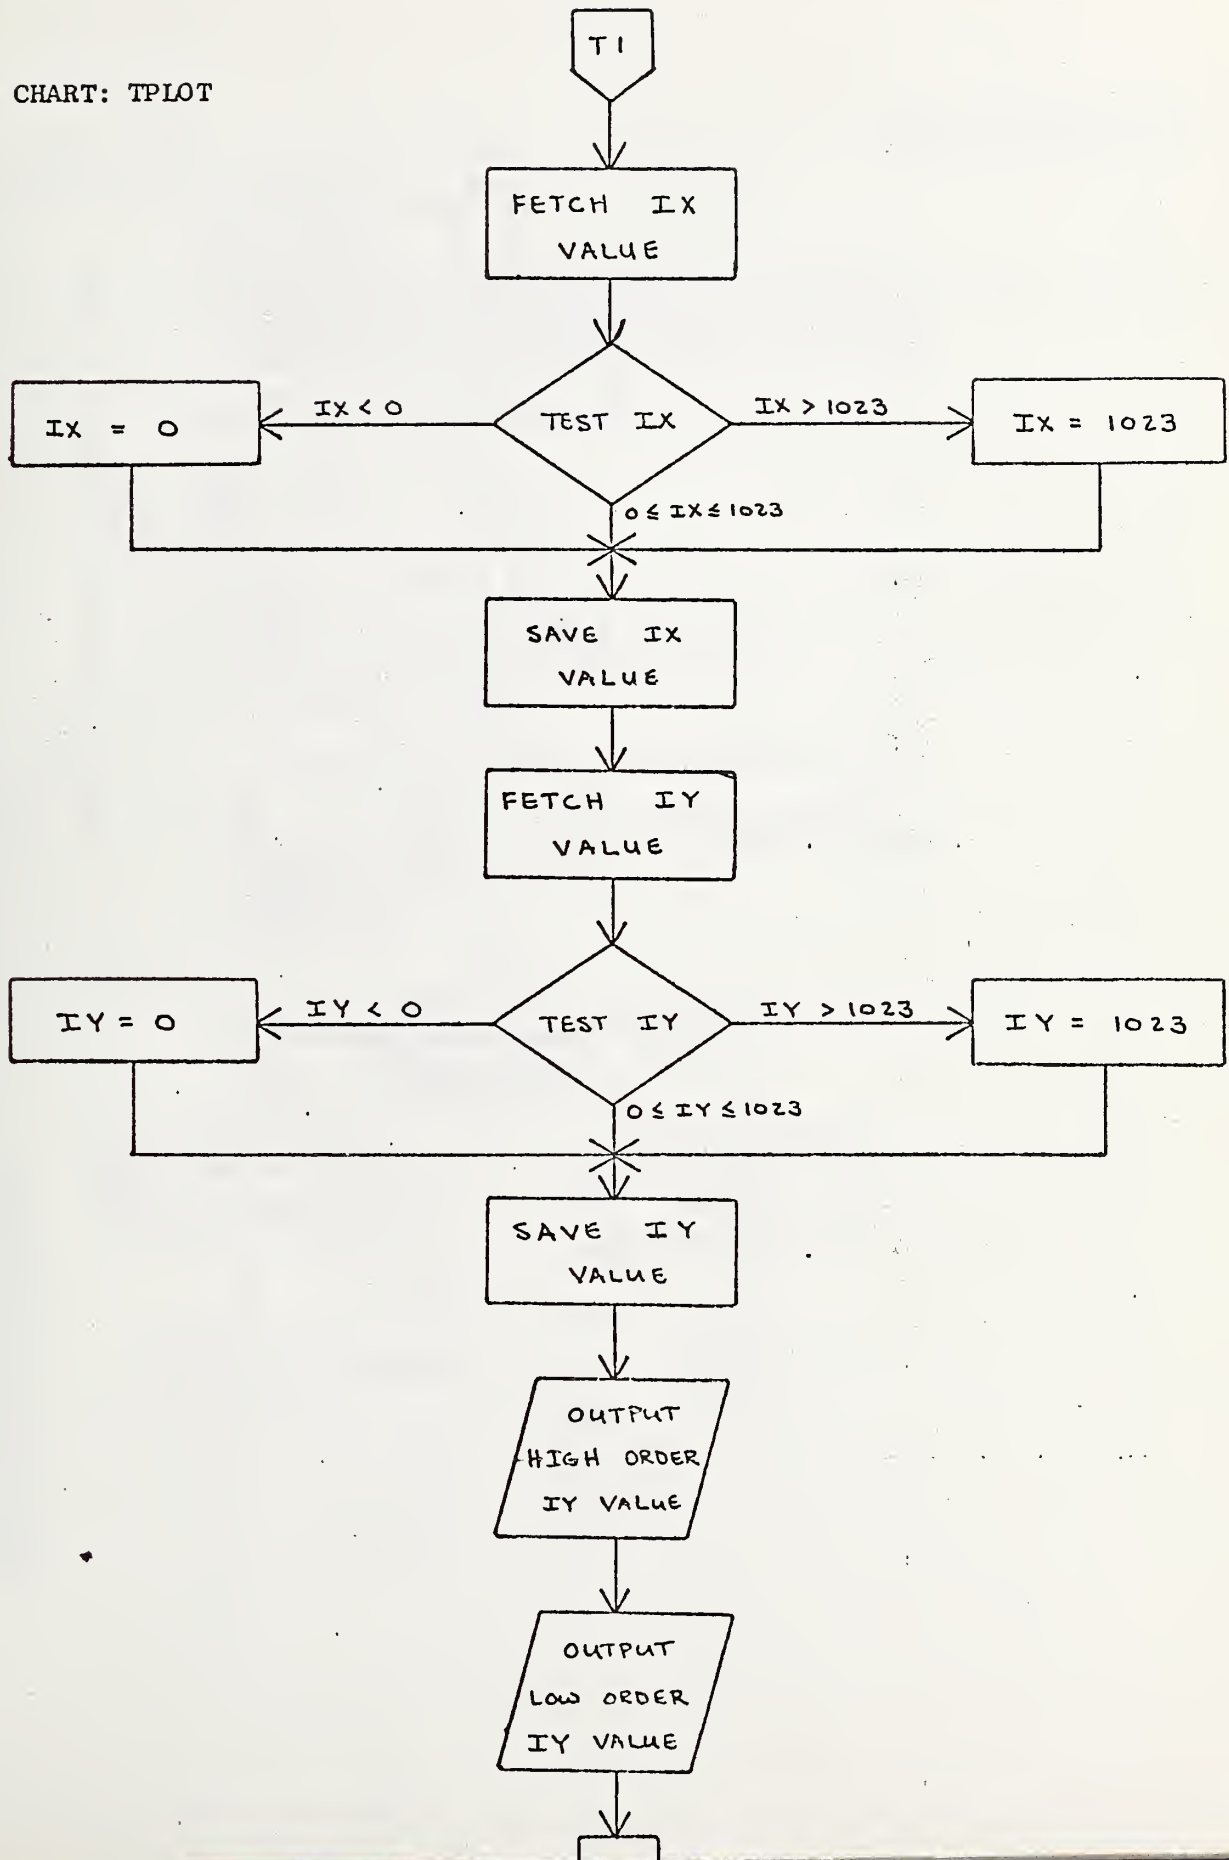 T1
CHART: TPLOT
FETCH IX
VALUE
IX = 0
IX < 0
TEST IX
IX > 1023
IX = 1023
0 ≤ IX ≤ 1023
SAVE IX
VALUE
FETCH IY
VALUE
IY = 0
IY < 0
TEST IY
IY > 1023
IY = 1023
0 ≤ IY ≤ 1023
SAVE IY
VALUE
OUTPUT
HIGH ORDER
IY VALUE
OUTPUT
LOW ORDER
IY VALUE